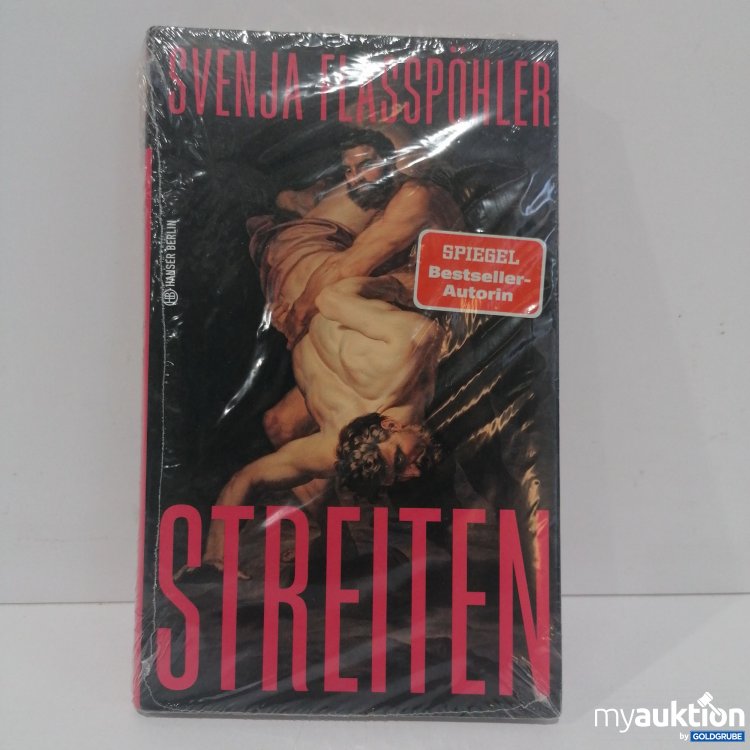 SVENJA FLASSPÖHLER
HANSER BERLIN
SPIEGEL
Bestseller-
Autorin
STREITEN
myauktion
by GOLDGRUBE